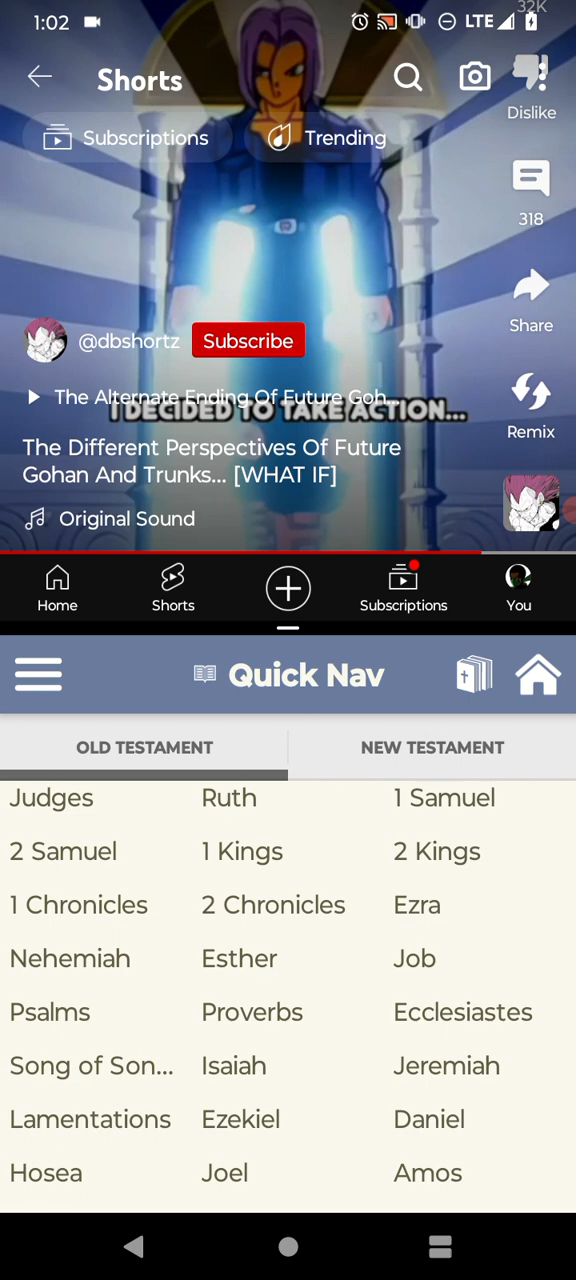 32K
1:02
LTE
Shorts
Dislike
Subscriptions
Trending
318
Share
@dbshortz
Subscribe
The Alternate Ending Of Future Goh...
I DECIDED TO TAKE ACTION...
Remix
The Different Perspectives Of Future
Gohan And Trunks... [WHAT IF]
Original Sound
Home
Shorts
Subscriptions
You
Quick Nav
OLD TESTAMENT
NEW TESTAMENT
Judges
Ruth
1 Samuel
2 Samuel
1 Kings
2 Kings
1 Chronicles
2 Chronicles
Ezra
Nehemiah
Esther
Job
Psalms
Proverbs
Ecclesiastes
Song of Son...
Isaiah
Jeremiah
Lamentations
Ezekiel
Daniel
Hosea
Joel
Amos